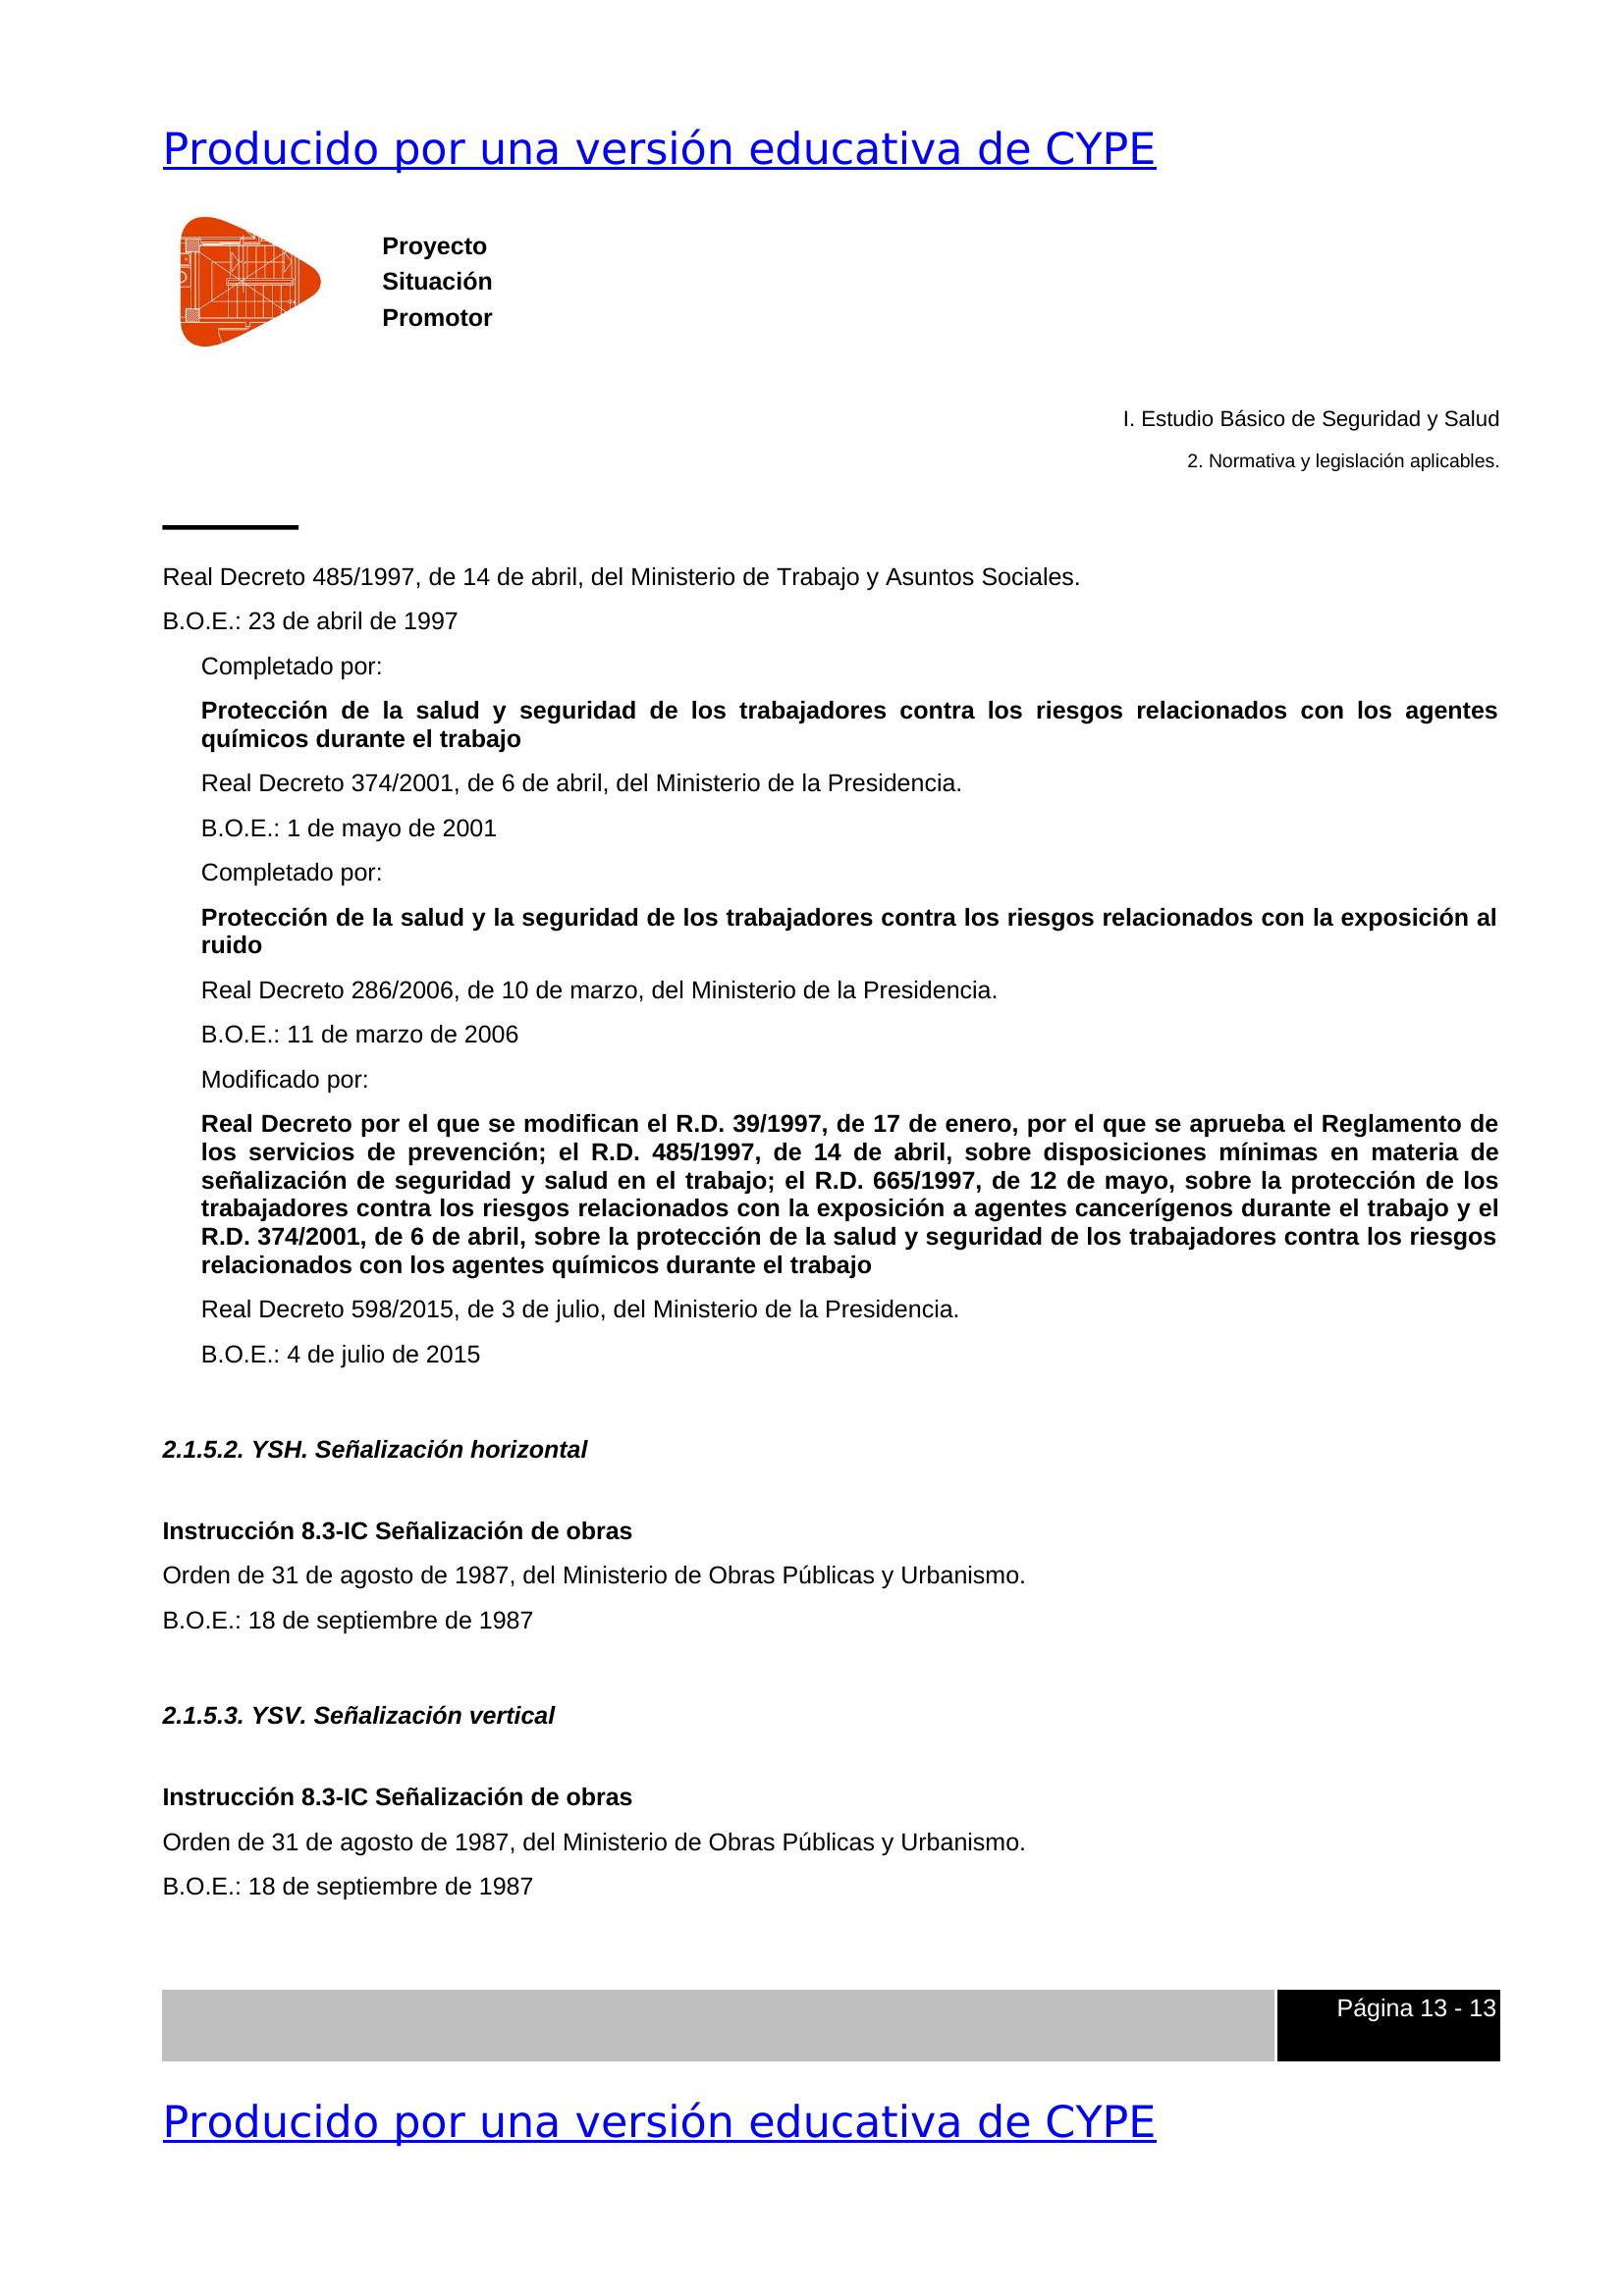 Producido por una versión educativa de CYPE
Proyecto
Situación
Promotor
I. Estudio Básico de Seguridad y Salud
2. Normativa y legislación aplicables.
Real Decreto 485/1997, de 14 de abril, del Ministerio de Trabajo y Asuntos Sociales.
B.O.E.: 23 de abril de 1997
Completado por:
Protección de la salud y seguridad de los trabajadores contra los riesgos relacionados con los agentes
químicos durante el trabajo
Real Decreto 374/2001, de 6 de abril, del Ministerio de la Presidencia.
B.O.E.: 1 de mayo de 2001
Completado por:
Protección de la salud y la seguridad de los trabajadores contra los riesgos relacionados con la exposición al
ruido
Real Decreto 286/2006, de 10 de marzo, del Ministerio de la Presidencia.
B.O.E.: 11 de marzo de 2006
Modificado por:
Real Decreto por el que se modifican el R.D. 39/1997, de 17 de enero, por el que se aprueba el Reglamento de
los servicios de prevención; el R.D. 485/1997, de 14 de abril, sobre disposiciones mínimas en materia de
señalización de seguridad y salud en el trabajo; el R.D. 665/1997, de 12 de mayo, sobre la protección de los
trabajadores contra los riesgos relacionados con la exposición a agentes cancerígenos durante el trabajo y el
R.D. 374/2001, de 6 de abril, sobre la protección de la salud y seguridad de los trabajadores contra los riesgos
relacionados con los agentes químicos durante el trabajo
Real Decreto 598/2015, de 3 de julio, del Ministerio de la Presidencia.
B.O.E.: 4 de julio de 2015
2.1.5.2. YSH. Señalización horizontal
Instrucción 8.3-IC Señalización de obras
Orden de 31 de agosto de 1987, del Ministerio de Obras Públicas y Urbanismo.
B.O.E.: 18 de septiembre de 1987
2.1.5.3. YSV. Señalización vertical
Instrucción 8.3-IC Señalización de obras
Orden de 31 de agosto de 1987, del Ministerio de Obras Públicas y Urbanismo.
B.O.E.: 18 de septiembre de 1987
Página 13 - 13
Producido por una versión educativa de CYPE